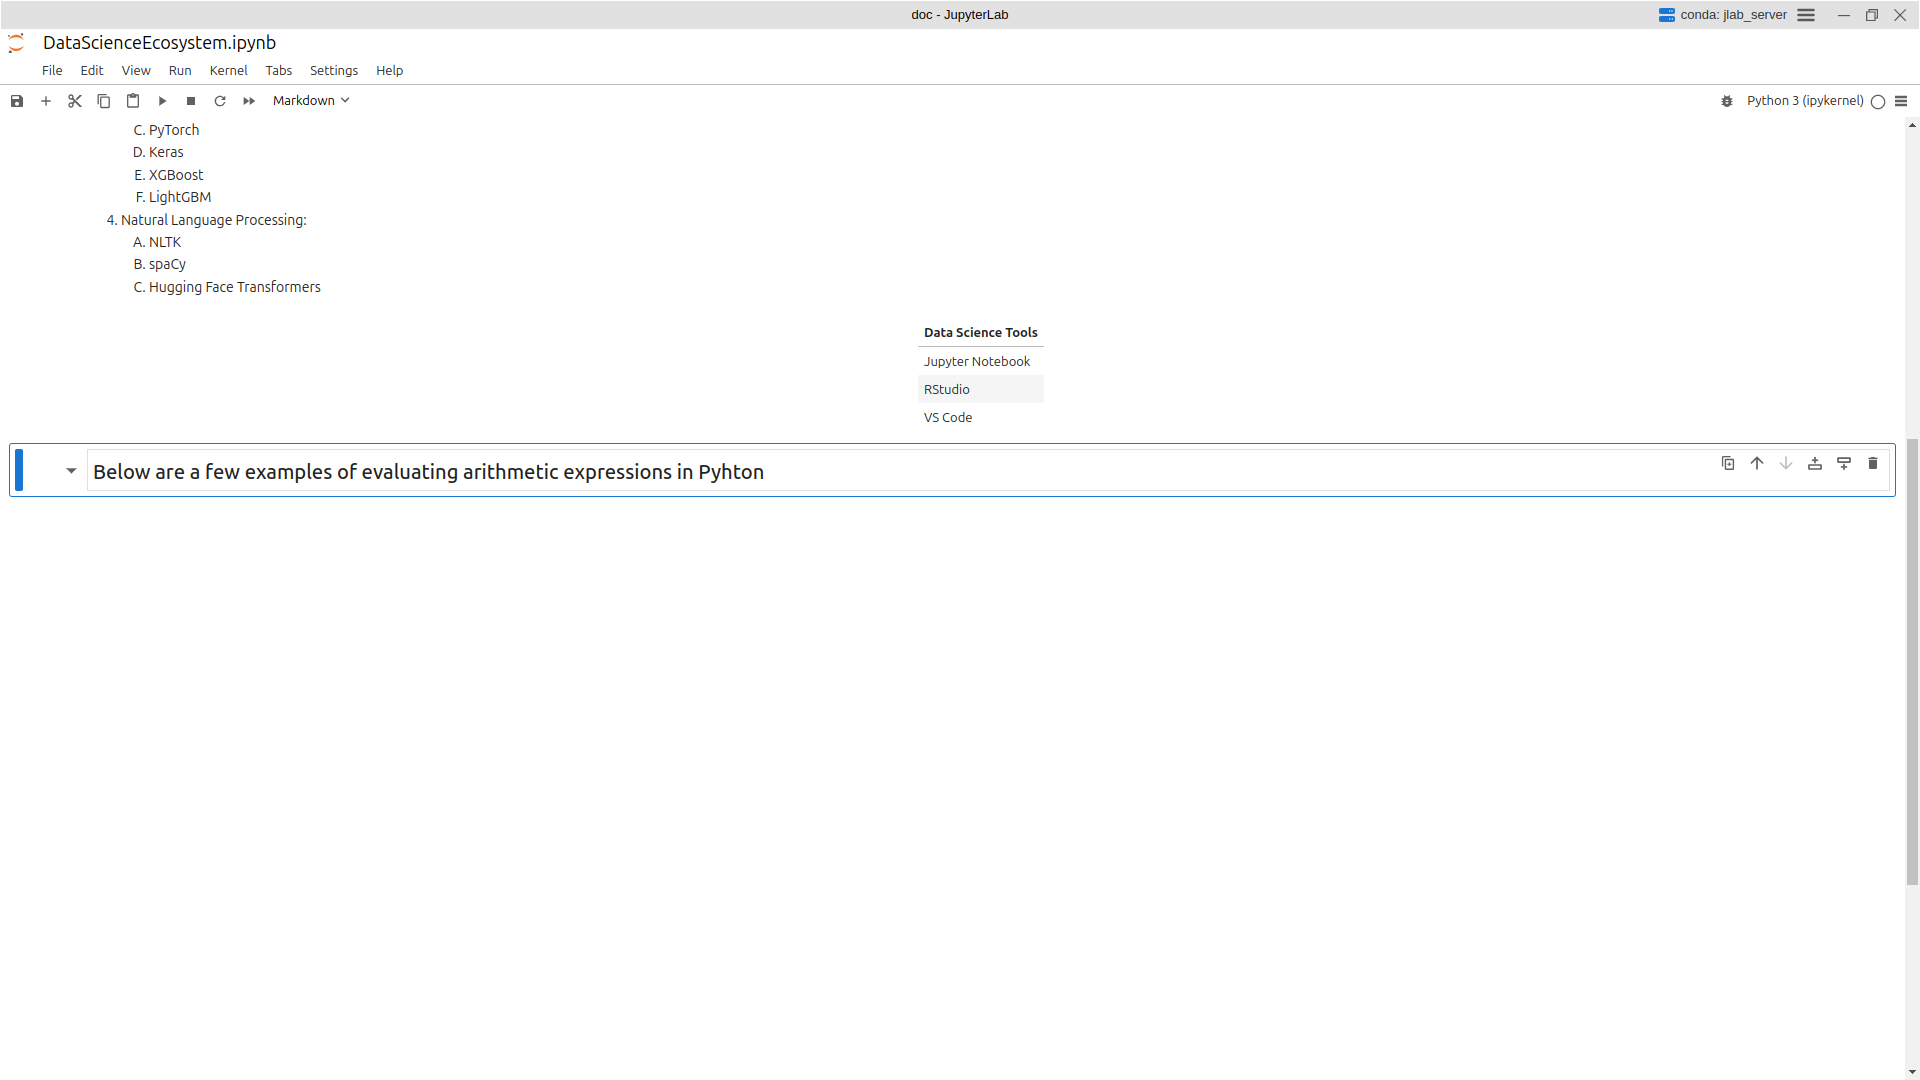 doc - JupyterLab
conda: jlab_server
DataScienceEcosystem.ipynb
File Edit View Run Kernel Tabs Settings Help
Markdown
Python 3 (ipykernel)
C. PyTorch
D. Keras
E. XGBoost
F. LightGBM
4. Natural Language Processing:
A. NLTK
B. spaCy
C. Hugging Face Transformers
Data Science Tools
Jupyter Notebook
RStudio
VS Code
Below are a few examples of evaluating arithmetic expressions in Pyhton